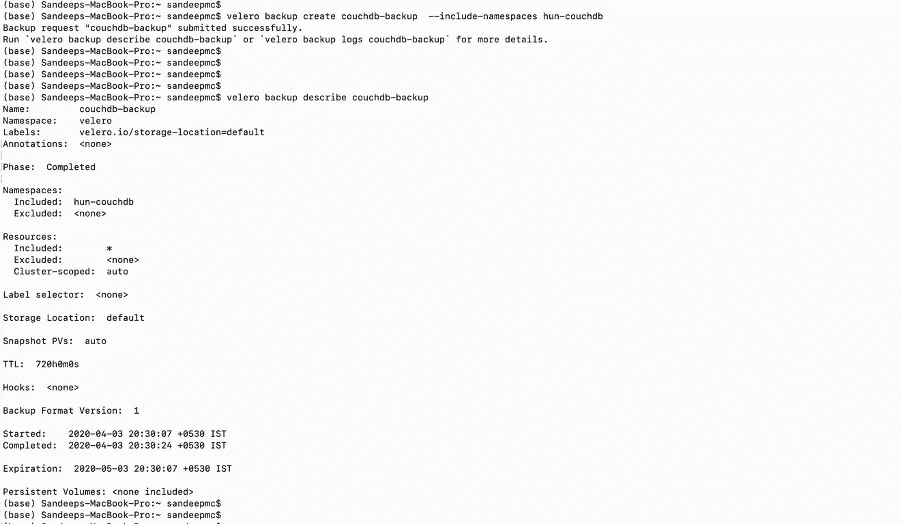 (base) Sandeeps-MacBook-Pro:~ sandeepmc$
(base) Sandeeps-MacBook-Pro:~ sandeepmc$ velero backup create couchdb-backup  --include-namespaces hun-couchdb
Backup request "couchdb-backup" submitted successfully.
Run `velero backup describe couchdb-backup` or `velero backup logs couchdb-backup` for more details.
(base) Sandeeps-MacBook-Pro:~ sandeepmc$
(base) Sandeeps-MacBook-Pro:~ sandeepmc$
(base) Sandeeps-MacBook-Pro:~ sandeepmc$
(base) Sandeeps-MacBook-Pro:~ sandeepmc$
(base) Sandeeps-MacBook-Pro:~ sandeepmc$ velero backup describe couchdb-backup
Name:         couchdb-backup
Namespace:    velero
Labels:       velero.io/storage-location=default
Annotations:  <none>
Phase:  Completed
Namespaces:
  Included:  hun-couchdb
  Excluded:  <none>
Resources:
  Included:        *
  Excluded:        <none>
  Cluster-scoped:  auto
Label selector:  <none>
Storage Location:  default
Snapshot PVs:  auto
TTL:  720h0m0s
Hooks:  <none>
Backup Format Version:  1
Started:    2020-04-03 20:30:07 +0530 IST
Completed:  2020-04-03 20:30:24 +0530 IST
Expiration:  2020-05-03 20:30:07 +0530 IST
Persistent Volumes: <none included>
(base) Sandeeps-MacBook-Pro:~ sandeepmc$
(base) Sandeeps-MacBook-Pro:~ sandeepmc$